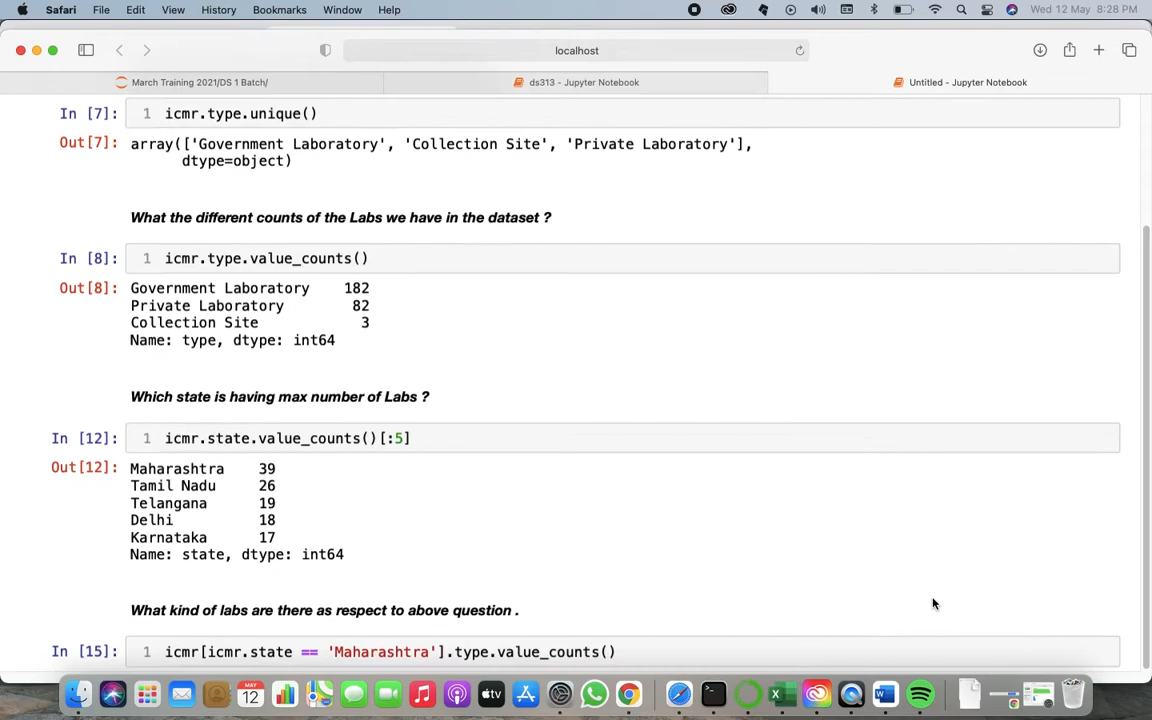 Safari File Edit View History Bookmarks Window Help Wed 12 May 8:28 PM
localhost
March Training 2021/DS 1 Batch/ ds313 - Jupyter Notebook Untitled - Jupyter Notebook
In [7]: 1 icmr.type.unique()
Out[7]: array(['Government Laboratory', 'Collection Site', 'Private Laboratory'],
dtype=object)
What the different counts of the Labs we have in the dataset ?
In [8]: 1 icmr.type.value_counts()
Out[8]: Government Laboratory 182
Private Laboratory 82
Collection Site 3
Name: type, dtype: int64
Which state is having max number of Labs ?
In [12]: 1 icmr.state.value_counts()[:5]
Out[12]: Maharashtra 39
Tamil Nadu 26
Telangana 19
Delhi 18
Karnataka 17
Name: state, dtype: int64
What kind of labs are there as respect to above question .
In [15]: 1 icmr[icmr.state == 'Maharashtra'].type.value_counts()
MAY
12
tv